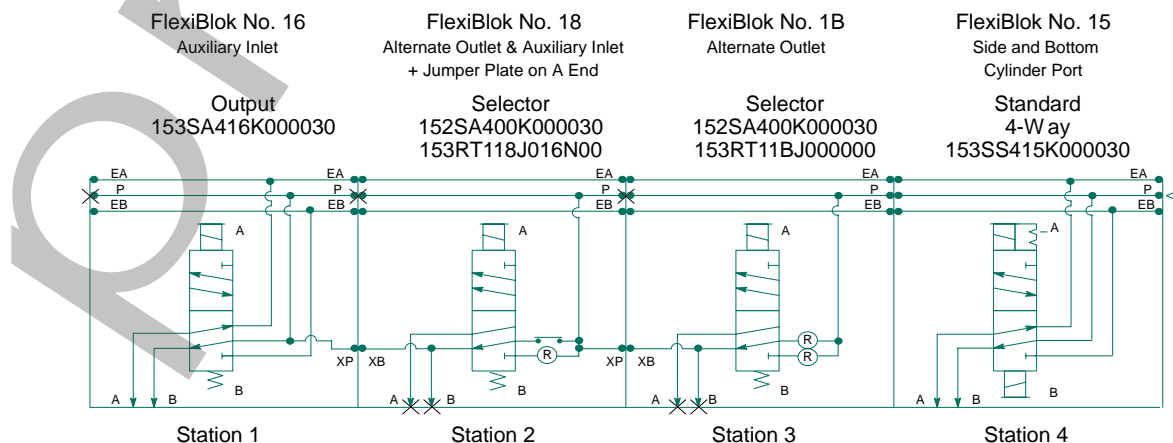 FlexiBlok No. 16
Auxiliary Inlet
FlexiBlok No. 18
Alternate Outlet & Auxiliary Inlet
+ Jumper Plate on A End
FlexiBlok No. 1B
Alternate Outlet
FlexiBlok No. 15
Side and Bottom
Cylinder Port
Output
153SA416K000030
Selector
152SA400K000030
153RT118J016N00
Selector
152SA400K000030
153RT11BJ000000
Standard
4-Way
153SS415K000030
EA EA EA EA EA
P P P P P
EB EB EB EB EB
A A A A
R R
R
XP XB XP XB
B B B B
A B A B A B A B
Station 1 Station 2 Station 3 Station 4